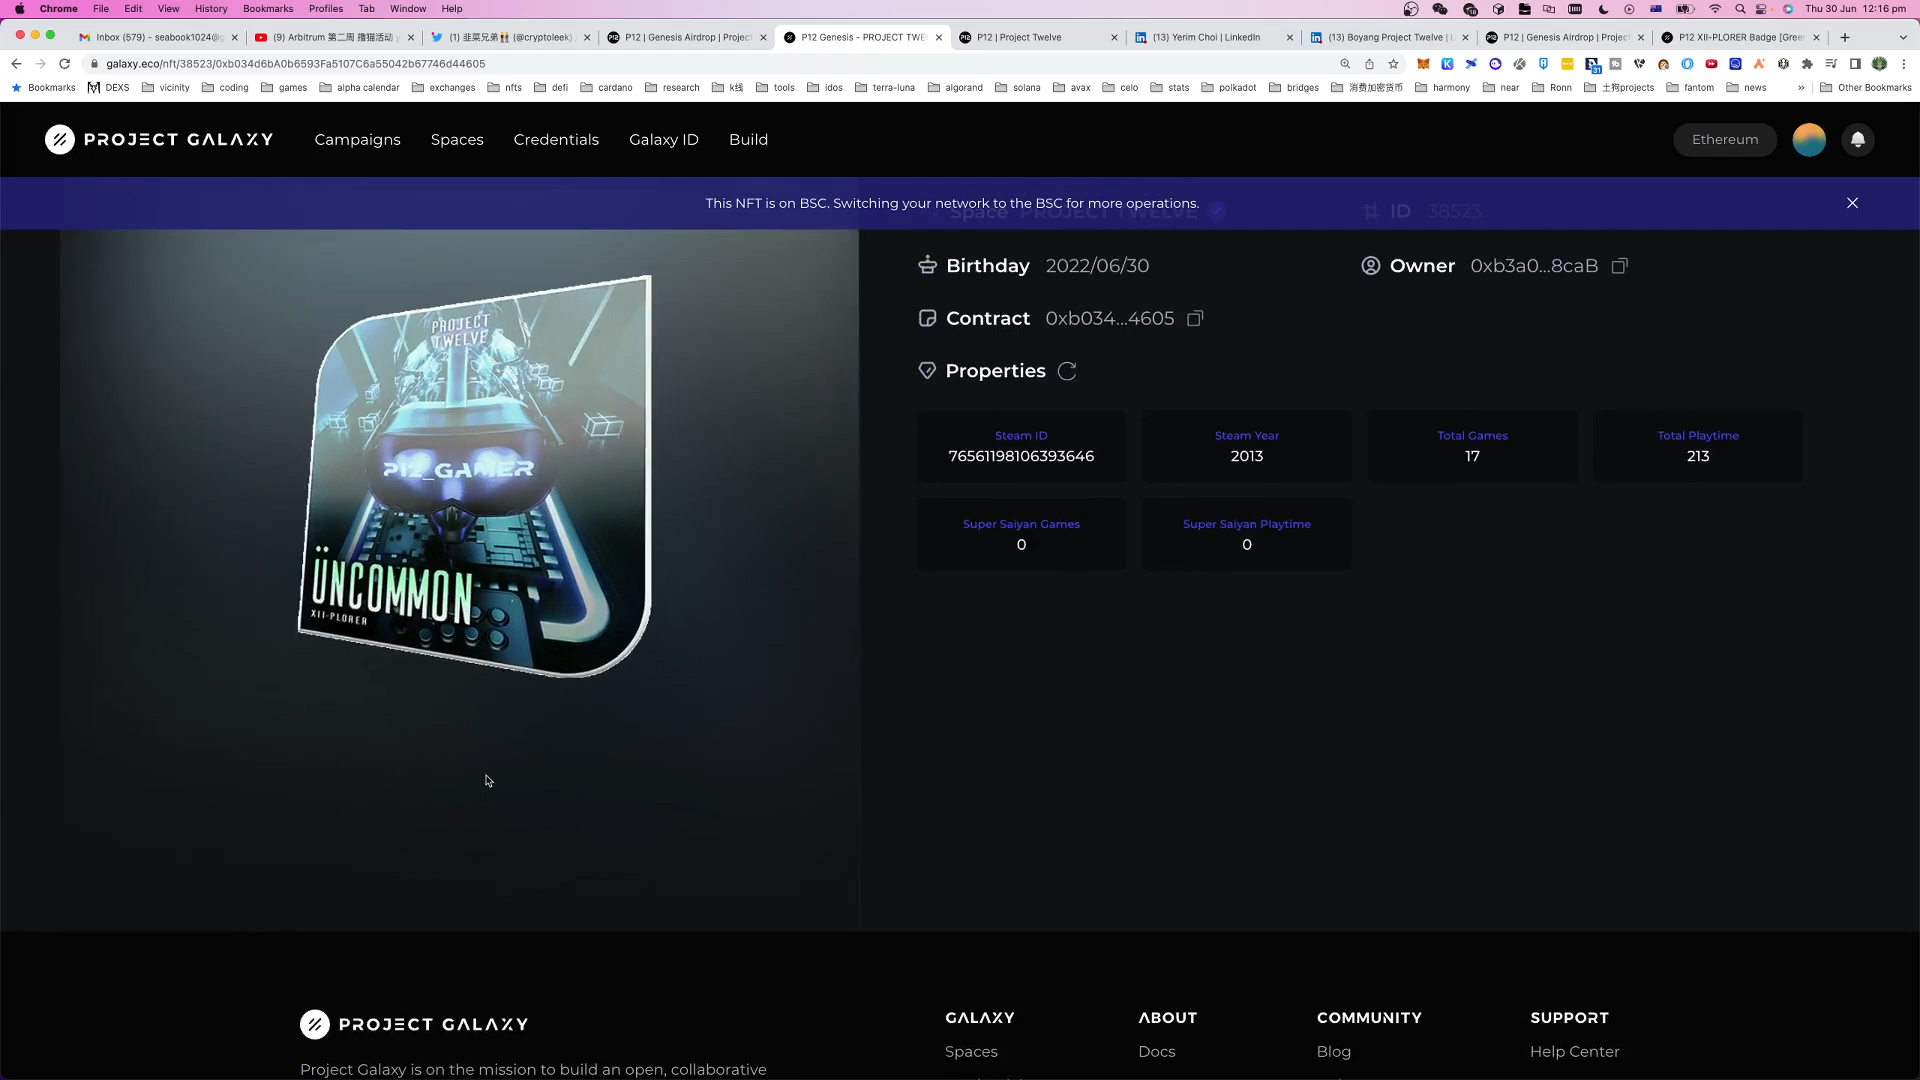 Chrome File Edit View History Bookmarks Profiles Tab Window Help
Thu 30 Jun 12:16 pm
Inbox (579) - seabook1024@g
(9) Arbitrum 第二周 撸猫活动
(1) 韭菜兄弟 (@cryptoleek)
P12 | Genesis Airdrop | Project
P12 Genesis - PROJECT TWE
P12 | Project Twelve
(13) Yerim Choi | LinkedIn
(13) Boyang Project Twelve |
P12 | Genesis Airdrop | Project
P12 XII-PLORER Badge [Gree
galaxy.eco/nft/38523/0xb034d6bA0b6593Fa5107C6a55042b67746d44605
Bookmarks DEXS vicinity coding games alpha calendar exchanges nfts defi cardano research k线 tools idos terra-luna algorand solana avax celo stats polkadot bridges 消费加密货币 harmony near Ronn 土狗projects fantom news » Other Bookmarks
PROJECT GALAXY Campaigns Spaces Credentials Galaxy ID Build Ethereum
This NFT is on BSC. Switching your network to the BSC for more operations.
Space PROJECT TWELVE ID 38523
Birthday 2022/06/30 Owner 0xb3a0...8caB
Contract 0xb034...4605
Properties
Steam ID Steam Year Total Games Total Playtime
76561198106393646 2013 17 213
Super Saiyan Games Super Saiyan Playtime
0 0
PROJECT
TWELVE
P12_GAMER
ÜNCOMMON
XII-PLORER
PROJECT GALAXY
Project Galaxy is on the mission to build an open, collaborative
GALAXY ABOUT COMMUNITY SUPPORT
Spaces Docs Blog Help Center